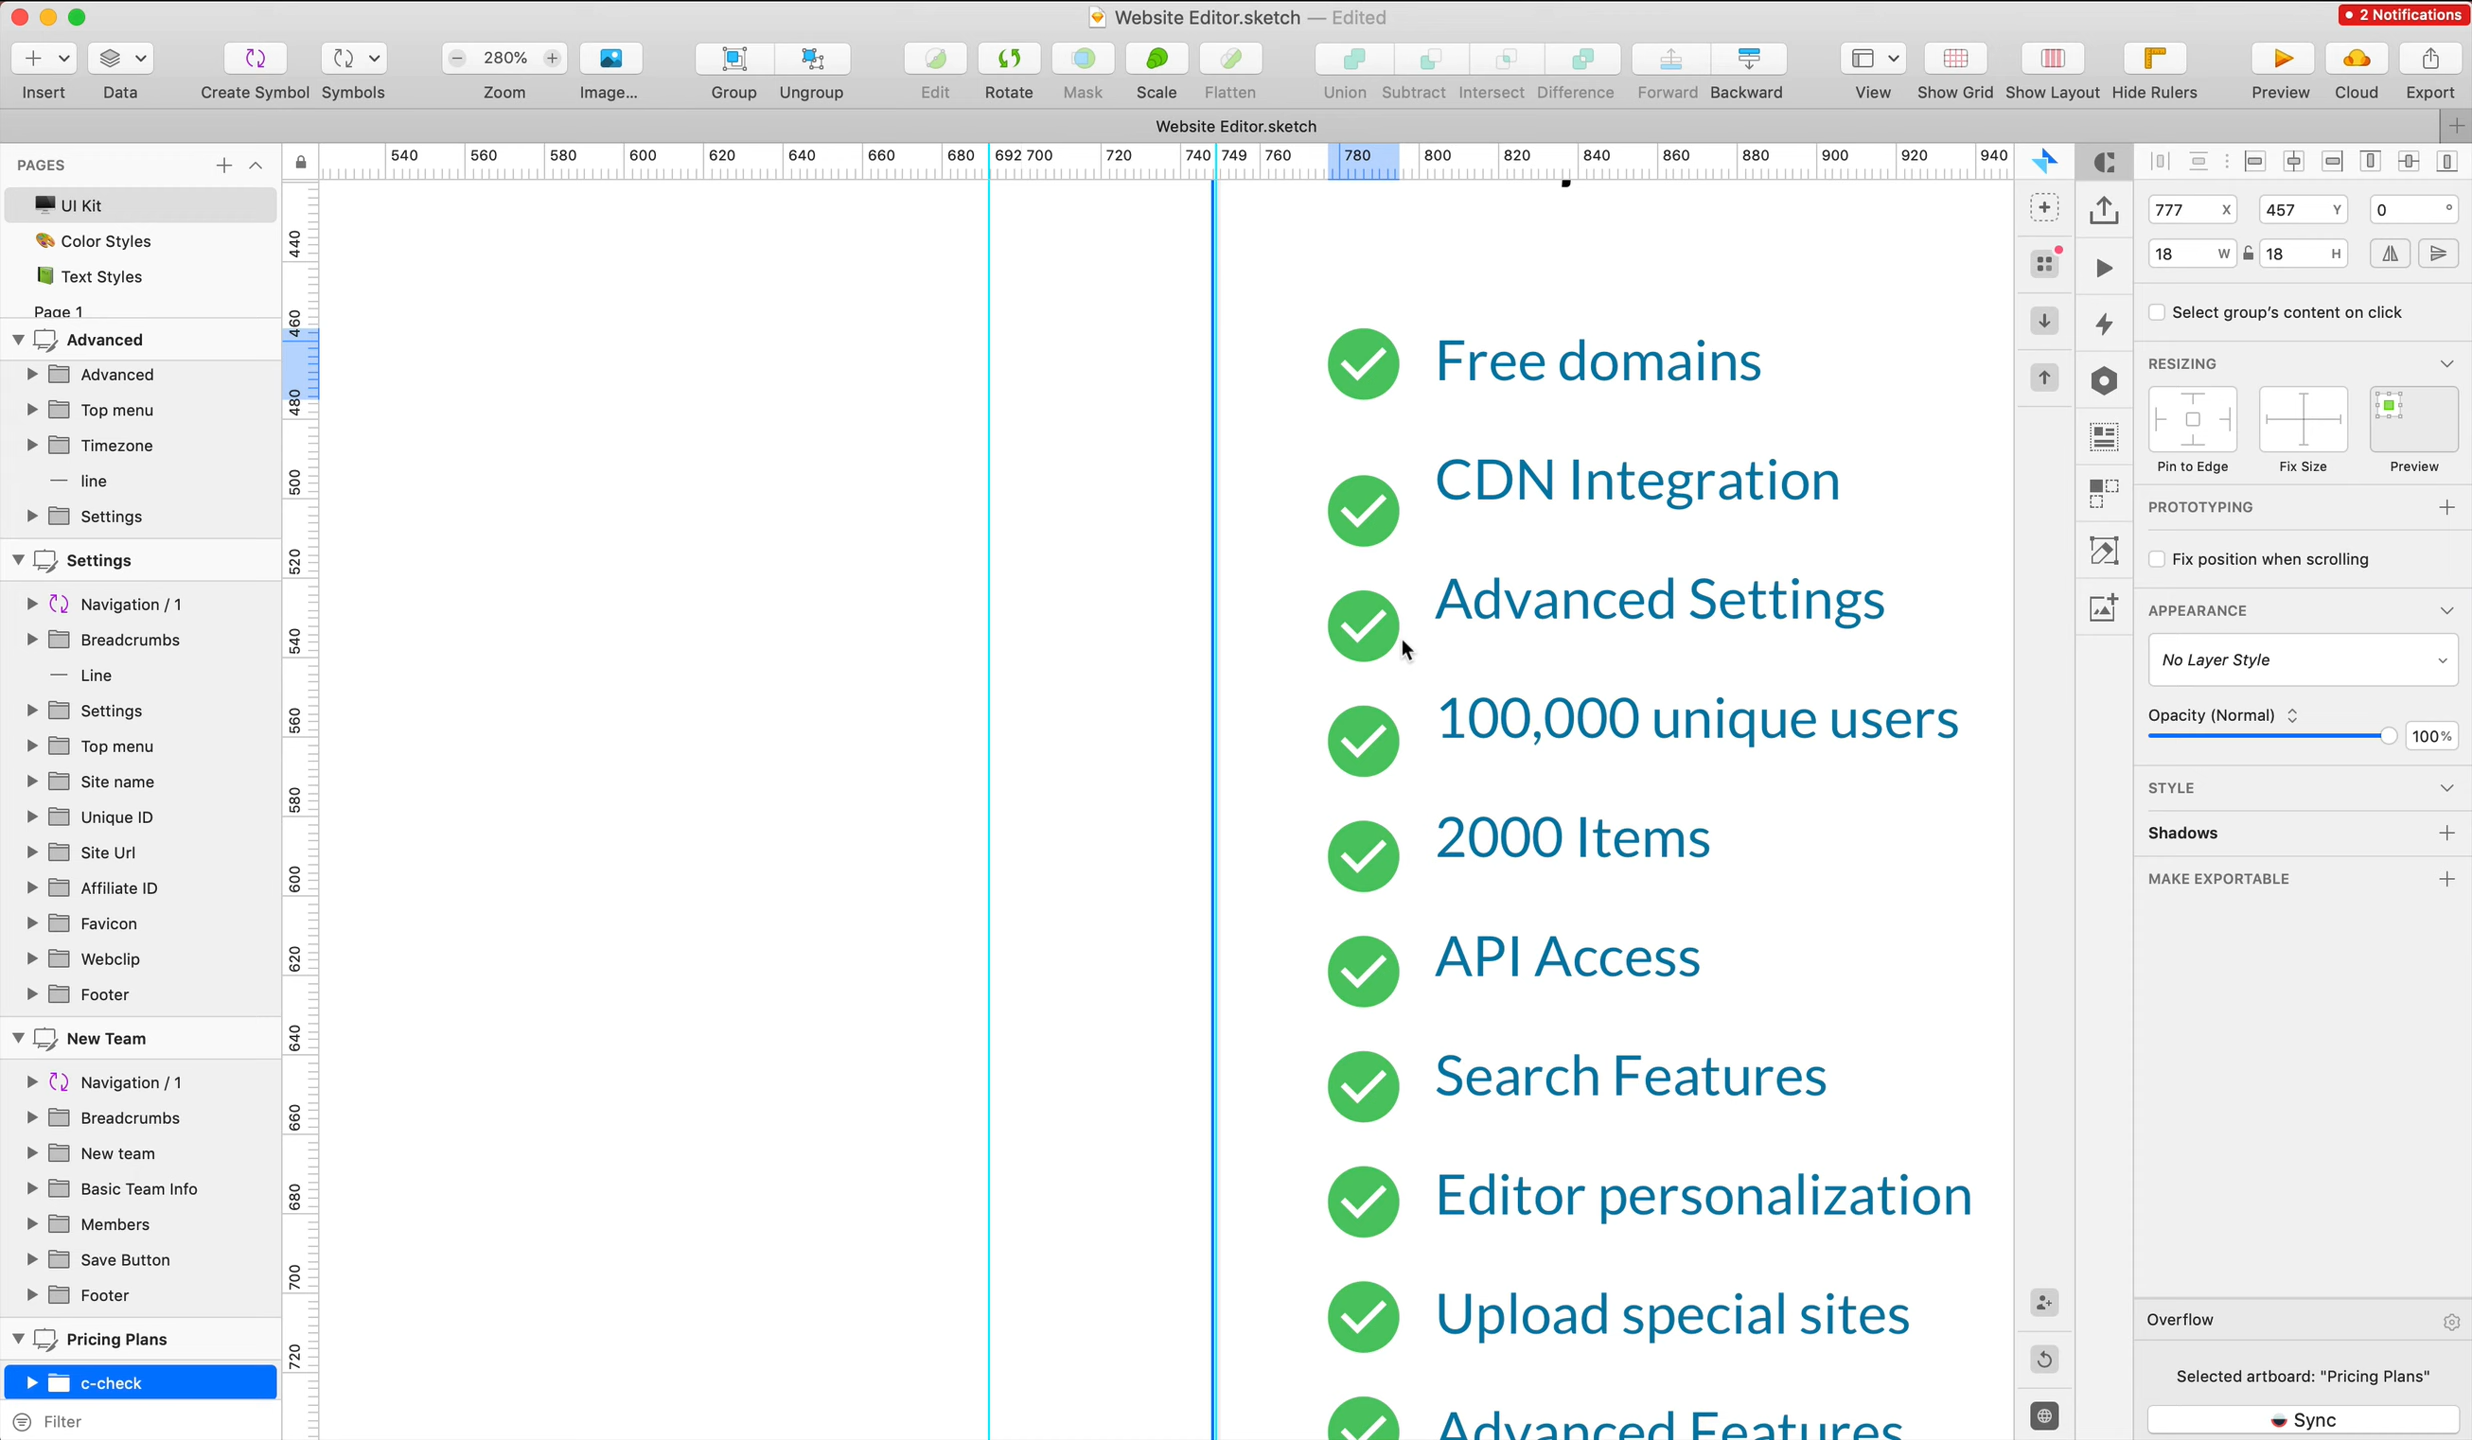 Website Editor.sketch — Edited
2 Notifications
280%
Insert
Data
Create Symbol
Symbols
Zoom
Image...
Group
Ungroup
Edit
Rotate
Mask
Scale
Flatten
Union
Subtract
Intersect
Difference
Forward
Backward
View
Show Grid
Show Layout
Hide Rulers
Preview
Cloud
Export
Website Editor.sketch
PAGES
UI Kit
Color Styles
Text Styles
Page 1
Advanced
Advanced
Top menu
Timezone
line
Settings
Settings
Navigation / 1
Breadcrumbs
Line
Settings
Top menu
Site name
Unique ID
Site Url
Affiliate ID
Favicon
Webclip
Footer
New Team
Navigation / 1
Breadcrumbs
New team
Basic Team Info
Members
Save Button
Footer
Pricing Plans
c-check
Filter
540 560 580 600 620 640 660 680 692 700 720 740 749 760 780 800 820 840 860 880 900 920 940
440
460
480
500
520
540
560
580
600
620
640
660
680
700
720
Free domains
CDN Integration
Advanced Settings
100,000 unique users
2000 Items
API Access
Search Features
Editor personalization
Upload special sites
Advanced Features
777 X 457 Y 0 °
18 W 18 H
Select group's content on click
RESIZING
Pin to Edge
Fix Size
Preview
PROTOTYPING
Fix position when scrolling
APPEARANCE
No Layer Style
Opacity (Normal)
100%
STYLE
Shadows
MAKE EXPORTABLE
Overflow
Selected artboard: "Pricing Plans"
Sync